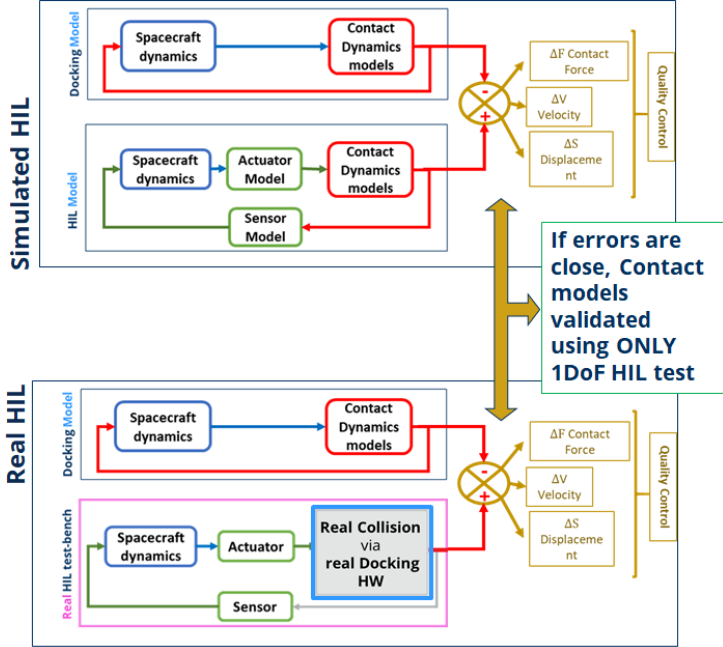 Simulated HIL
Docking Model
Spacecraft
dynamics
Contact
Dynamics
models
-
+
ΔF Contact
Force
ΔV
Velocity
ΔS
Displaceme
nt
Quality Control
HIL Model
Spacecraft
dynamics
Actuator
Model
Contact
Dynamics
models
Sensor
Model
If errors are
close, Contact
models
validated
using ONLY
1DoF HIL test
Real HIL
Docking Model
Spacecraft
dynamics
Contact
Dynamics
models
-
+
ΔF Contact
Force
ΔV
Velocity
ΔS
Displaceme
nt
Quality Control
Real HIL test-bench
Spacecraft
dynamics
Actuator
Real Collision
via
real Docking
HW
Sensor